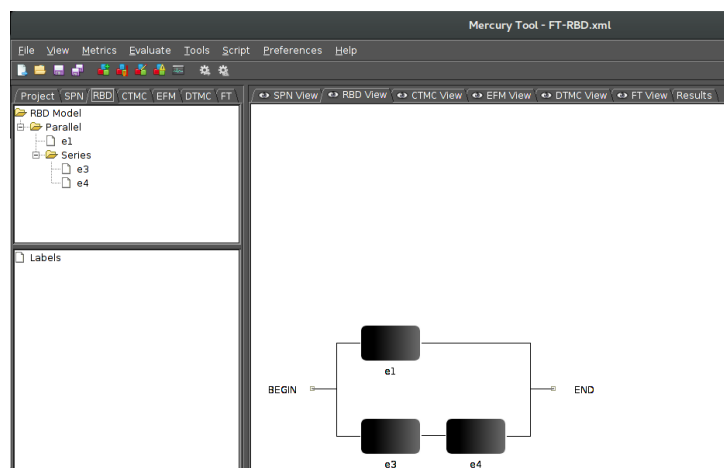 Mercury Tool - FT-RBD.xml
File View Metrics Evaluate Tools Script Preferences Help
Project SPN RBD CTMC EFM DTMC FT
SPN View RBD View CTMC View EFM View DTMC View FT View Results
RBD Model
Parallel
e1
Series
e3
e4
Labels
e1
BEGIN END
e3 e4